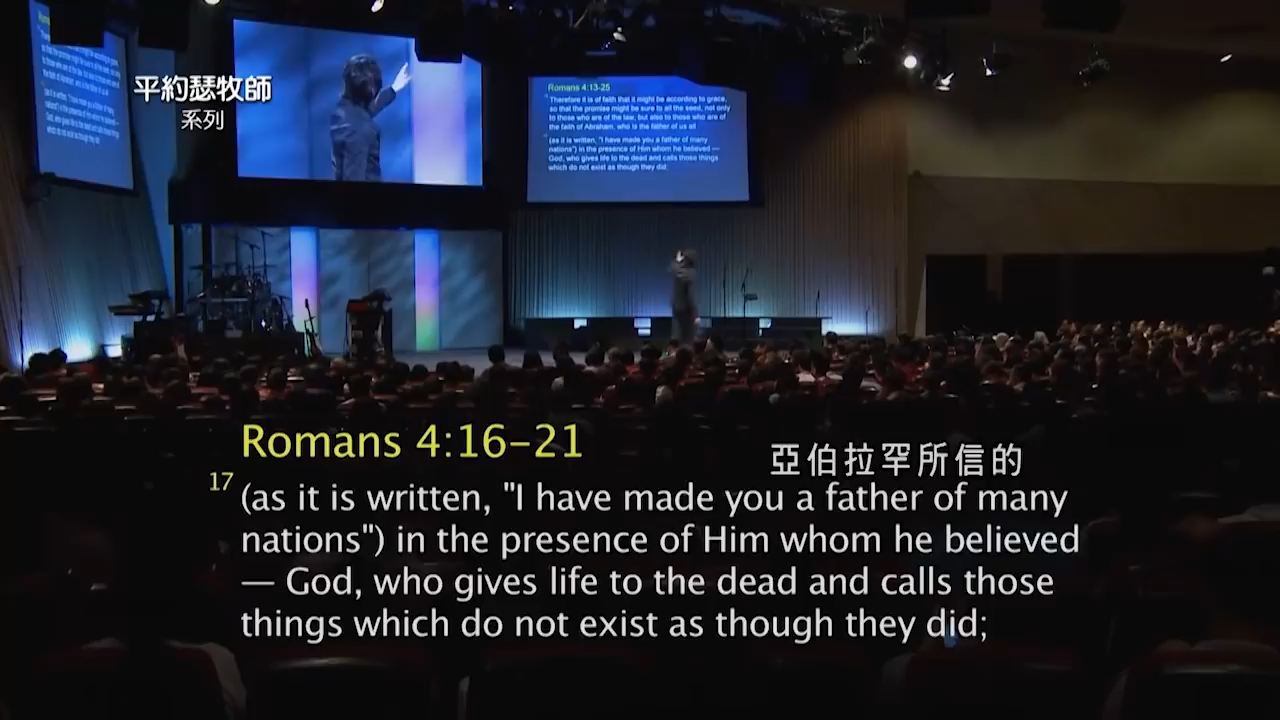 平約瑟牧師
系列
Romans 4:13-25
Therefore it is of faith that it might be according to grace,
so that the promise might be sure to all the seed, not only
to those who are of the law, but also to those who are of
the faith of Abraham, who is the father of us all
(as it is written, "I have made you a father of many
nations") in the presence of Him whom he believed —
God, who gives life to the dead and calls those things
which do not exist as though they did;
Romans 4:16–21
亞伯拉罕所信的
17 (as it is written, "I have made you a father of many
nations") in the presence of Him whom he believed
— God, who gives life to the dead and calls those
things which do not exist as though they did;